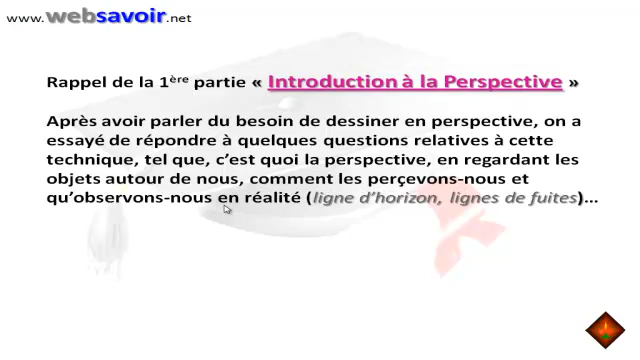 www.websavoir.net
Rappel de la 1ère partie « Introduction à la Perspective »
Après avoir parler du besoin de dessiner en perspective, on a
essayé de répondre à quelques questions relatives à cette
technique, tel que, c’est quoi la perspective, en regardant les
objets autour de nous, comment les perçevons-nous et
qu’observons-nous en réalité (ligne d’horizon, lignes de fuites)...